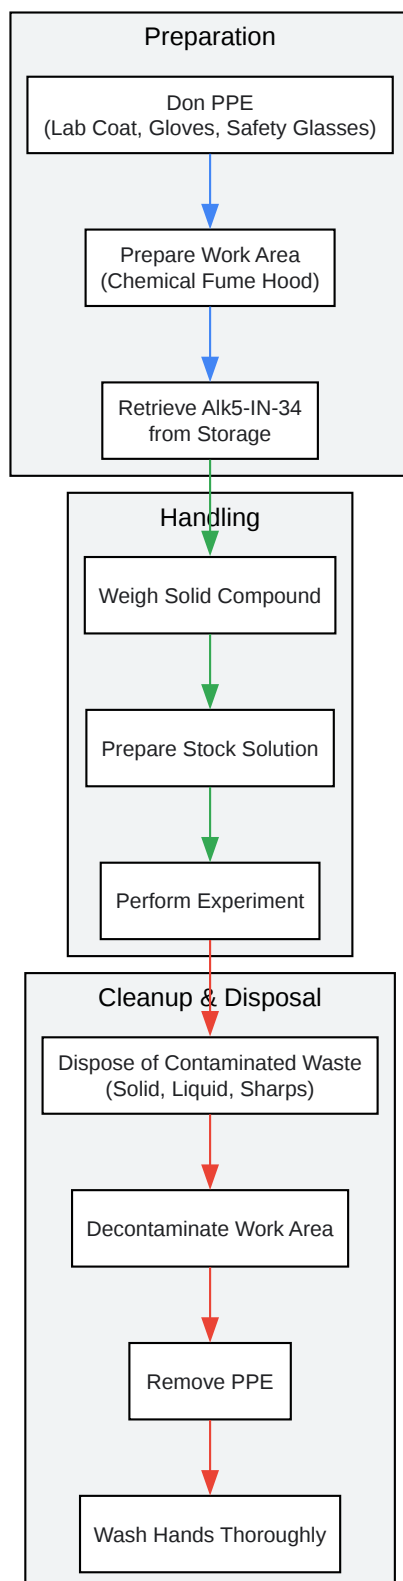 Preparation
Don PPE
(Lab Coat, Gloves, Safety Glasses)
Prepare Work Area
(Chemical Fume Hood)
Retrieve Alk5-IN-34
from Storage
Handling
Weigh Solid Compound
Prepare Stock Solution
Perform Experiment
Cleanup & Disposal
Dispose of Contaminated Waste
(Solid, Liquid, Sharps)
Decontaminate Work Area
Remove PPE
Wash Hands Thoroughly